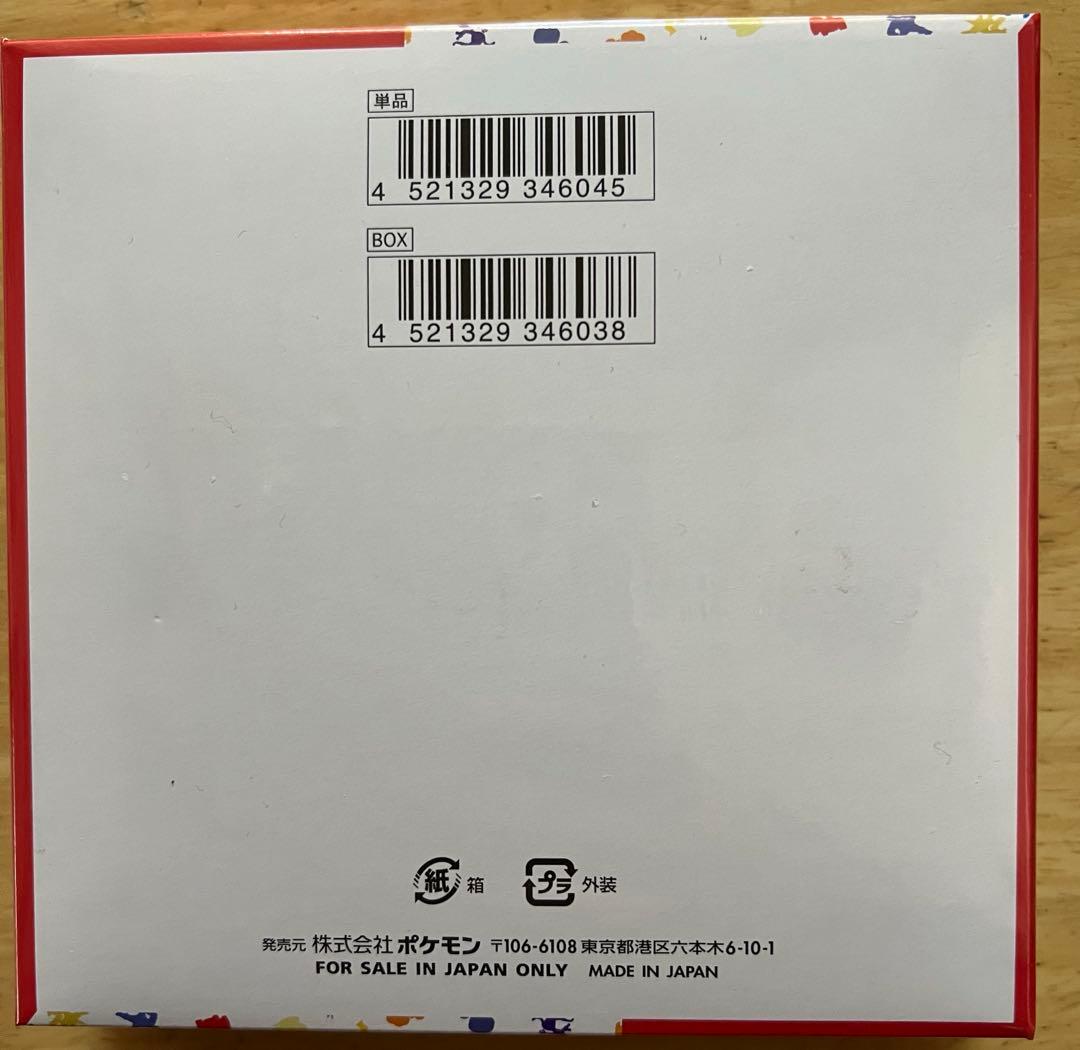 単品
4 521329 346045
BOX
4 521329 346038
紙 箱 プラ 外装
発売元 株式会社 ポケモン 〒106-6108 東京都港区六本木6-10-1
FOR SALE IN JAPAN ONLY MADE IN JAPAN